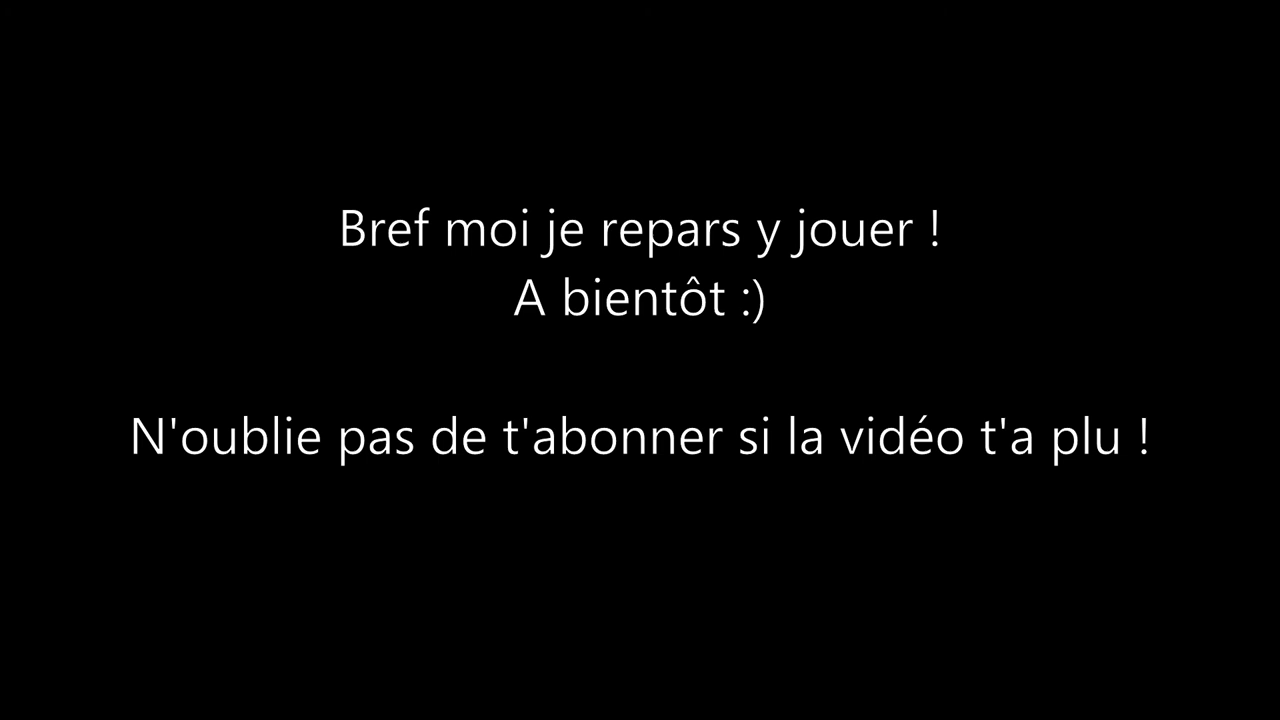 Bref moi je repars y jouer !
A bientôt :)
N'oublie pas de t'abonner si la vidéo t'a plu !